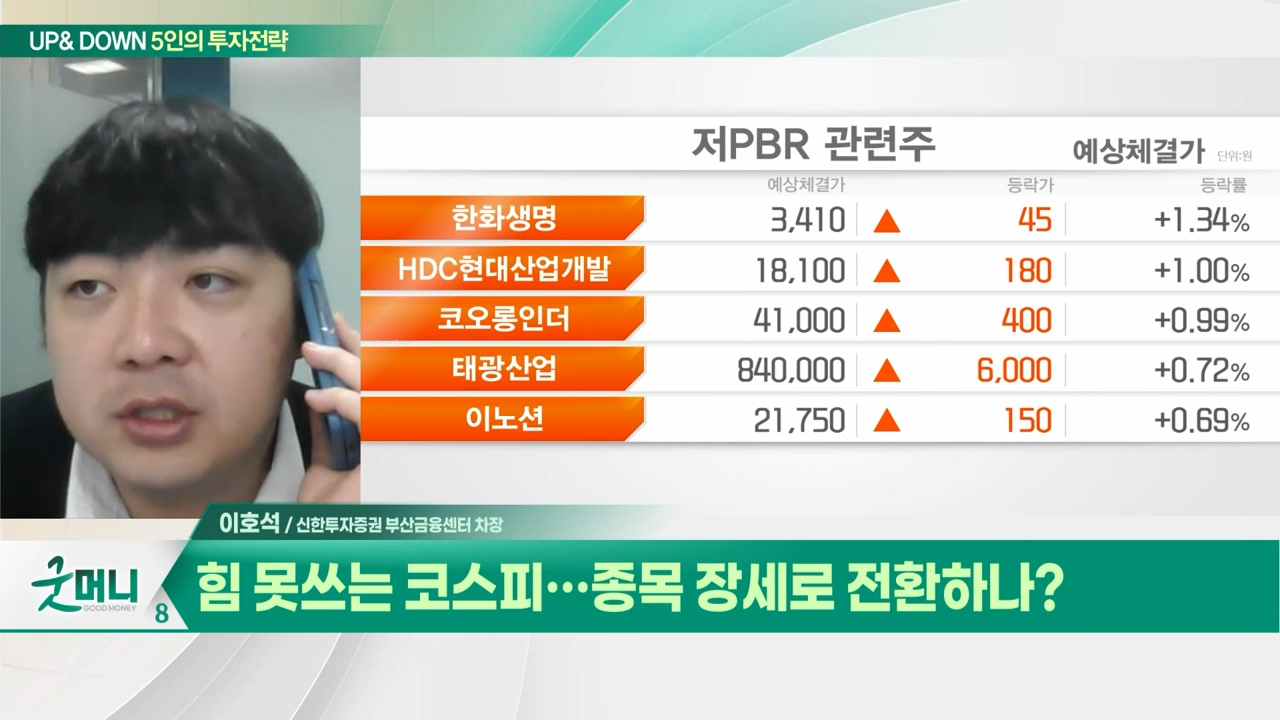 UP& DOWN 5인의 투자전략
저PBR 관련주 예상체결가 단위:원
예상체결가 등락가 등락률
한화생명 3,410 ▲ 45 +1.34%
HDC현대산업개발 18,100 ▲ 180 +1.00%
코오롱인더 41,000 ▲ 400 +0.99%
태광산업 840,000 ▲ 6,000 +0.72%
이노션 21,750 ▲ 150 +0.69%
이호석 / 신한투자증권 부산금융센터 차장
굿머니 GOOD MONEY 8
힘 못쓰는 코스피…종목 장세로 전환하나?